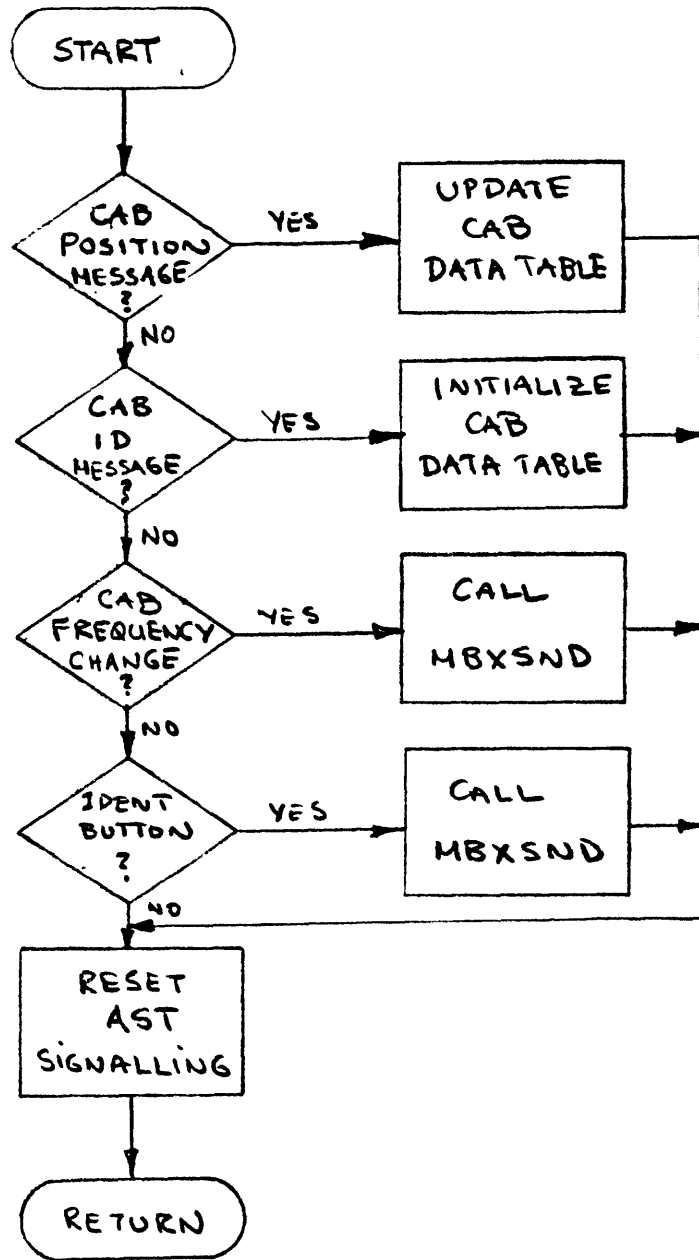 START
CAB
POSITION
MESSAGE
?
YES
UPDATE
CAB
DATA TABLE
NO
CAB
ID
MESSAGE
?
YES
INITIALIZE
CAB
DATA TABLE
NO
CAB
FREQUENCY
CHANGE
?
YES
CALL
MBXSND
NO
IDENT
BUTTON
?
YES
CALL
MBXSND
NO
RESET
AST
SIGNALLING
RETURN